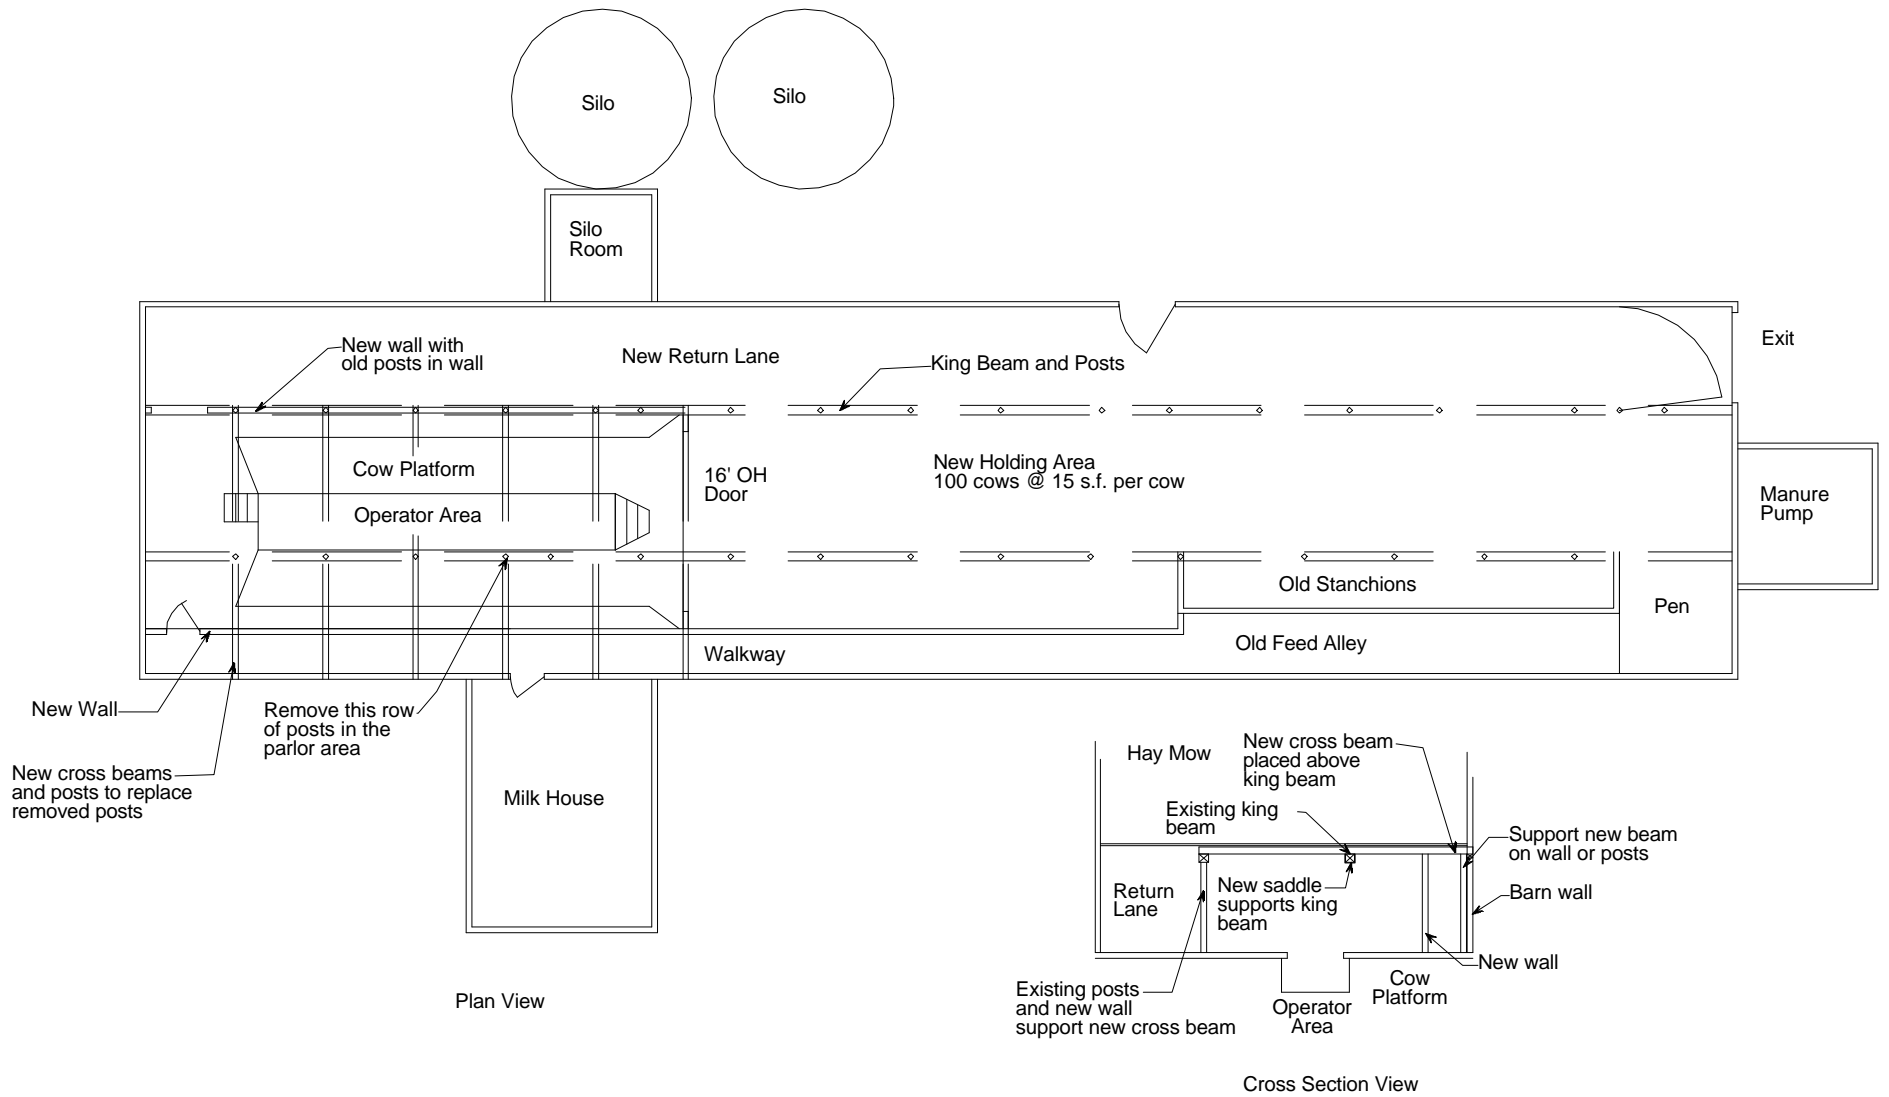 Silo
Silo
Silo
Room
New wall with
old posts in wall
New Return Lane
King Beam and Posts
Exit
Cow Platform
Operator Area
16' OH
Door
New Holding Area
100 cows @ 15 s.f. per cow
Manure
Pump
Old Stanchions
Pen
Old Feed Alley
Walkway
New Wall
Remove this row
of posts in the
parlor area
New cross beams
and posts to replace
removed posts
Milk House
Plan View
Hay Mow
New cross beam
placed above
king beam
Existing king
beam
Support new beam
on wall or posts
Return
Lane
New saddle
supports king
beam
Barn wall
New wall
Existing posts
and new wall
support new cross beam
Cow
Platform
Operator
Area
Cross Section View